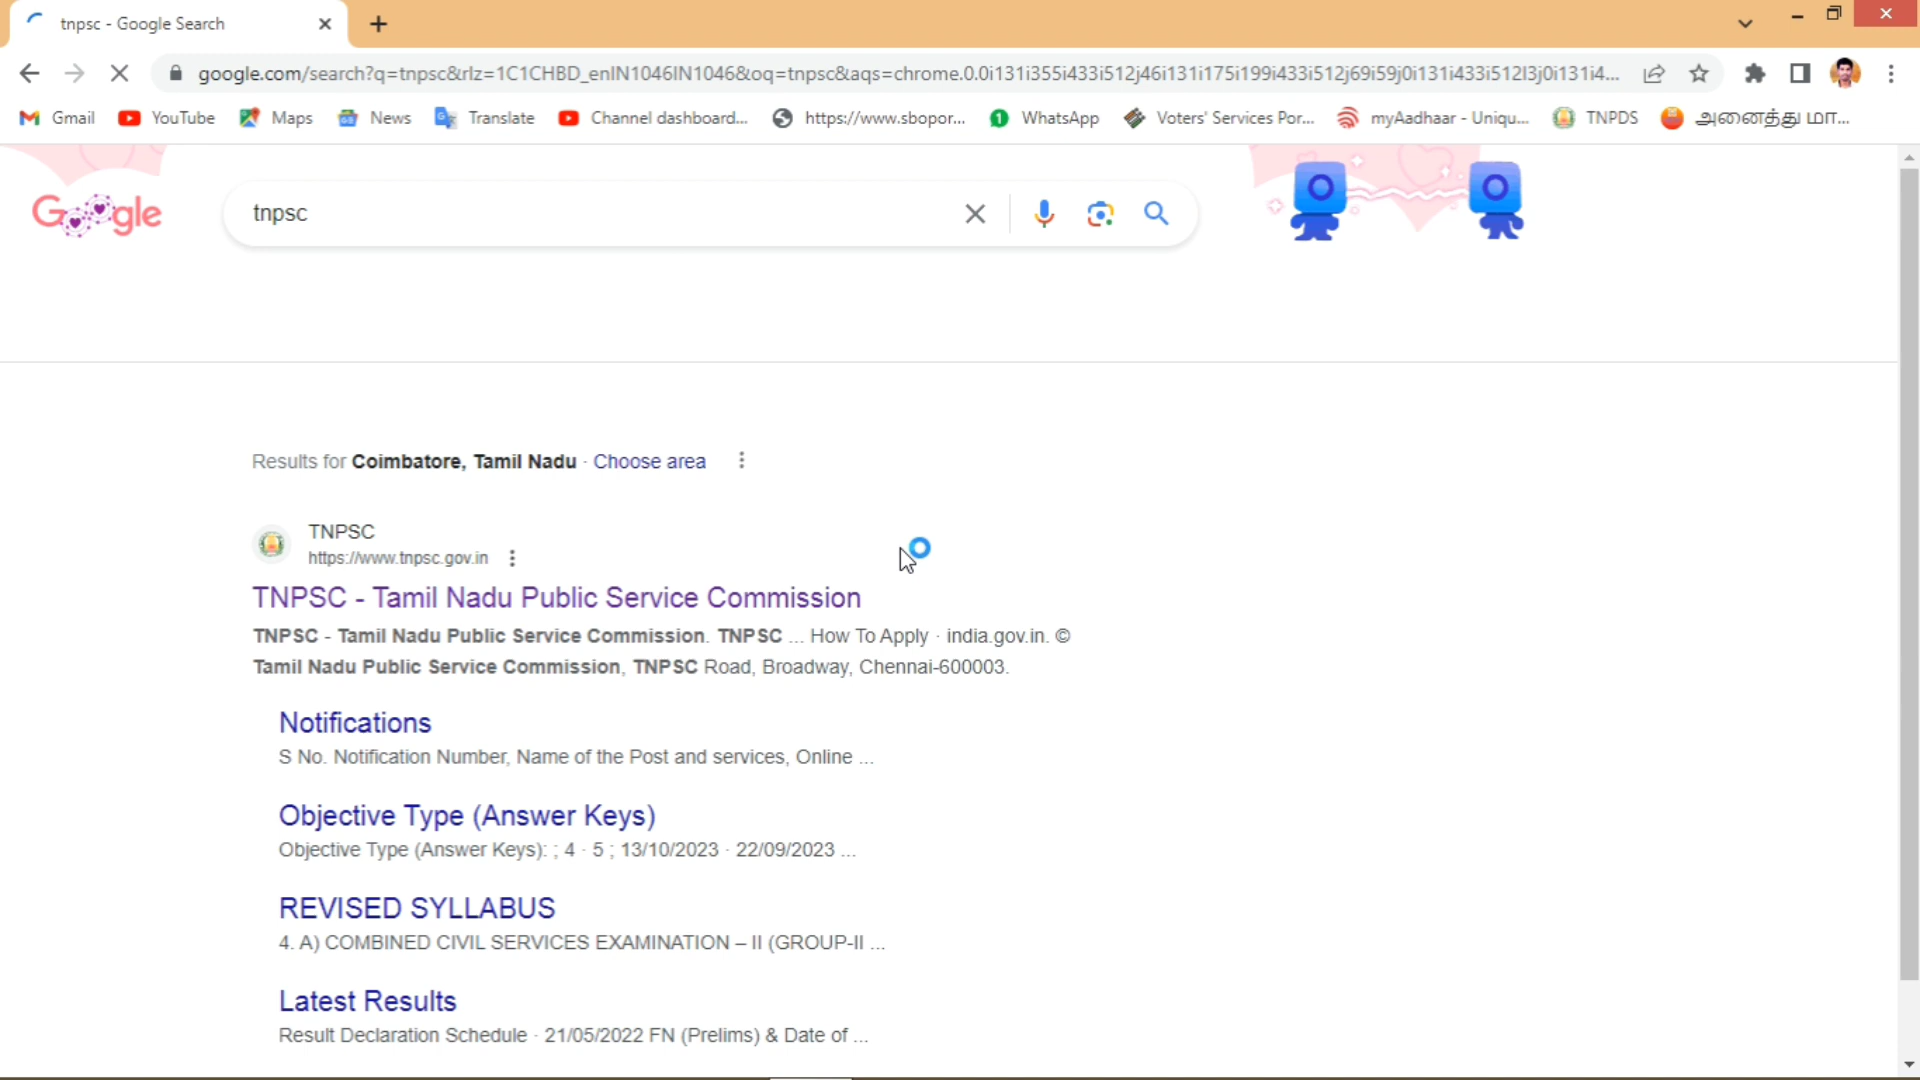 tnpsc - Google Search
google.com/search?q=tnpsc&rlz=1C1CHBD_enIN1046IN1046&oq=tnpsc&aqs=chrome.0.0i131i355i433i512j46i131i175i199i433i512j69i59j0i131i433i512l3j0i131i4...
Gmail YouTube Maps News Translate Channel dashboard... https://www.sbopor... WhatsApp Voters' Services Por... myAadhaar - Uniqu... TNPDS அனைத்து மா...
Google tnpsc
Results for Coimbatore, Tamil Nadu · Choose area
TNPSC
https://www.tnpsc.gov.in
TNPSC - Tamil Nadu Public Service Commission
TNPSC - Tamil Nadu Public Service Commission. TNPSC ... How To Apply · india.gov.in. ©
Tamil Nadu Public Service Commission, TNPSC Road, Broadway, Chennai-600003.
Notifications
S No. Notification Number, Name of the Post and services, Online ...
Objective Type (Answer Keys)
Objective Type (Answer Keys): ; 4 · 5 ; 13/10/2023 · 22/09/2023 ...
REVISED SYLLABUS
4. A) COMBINED CIVIL SERVICES EXAMINATION – II (GROUP-II ...
Latest Results
Result Declaration Schedule · 21/05/2022 FN (Prelims) & Date of ...